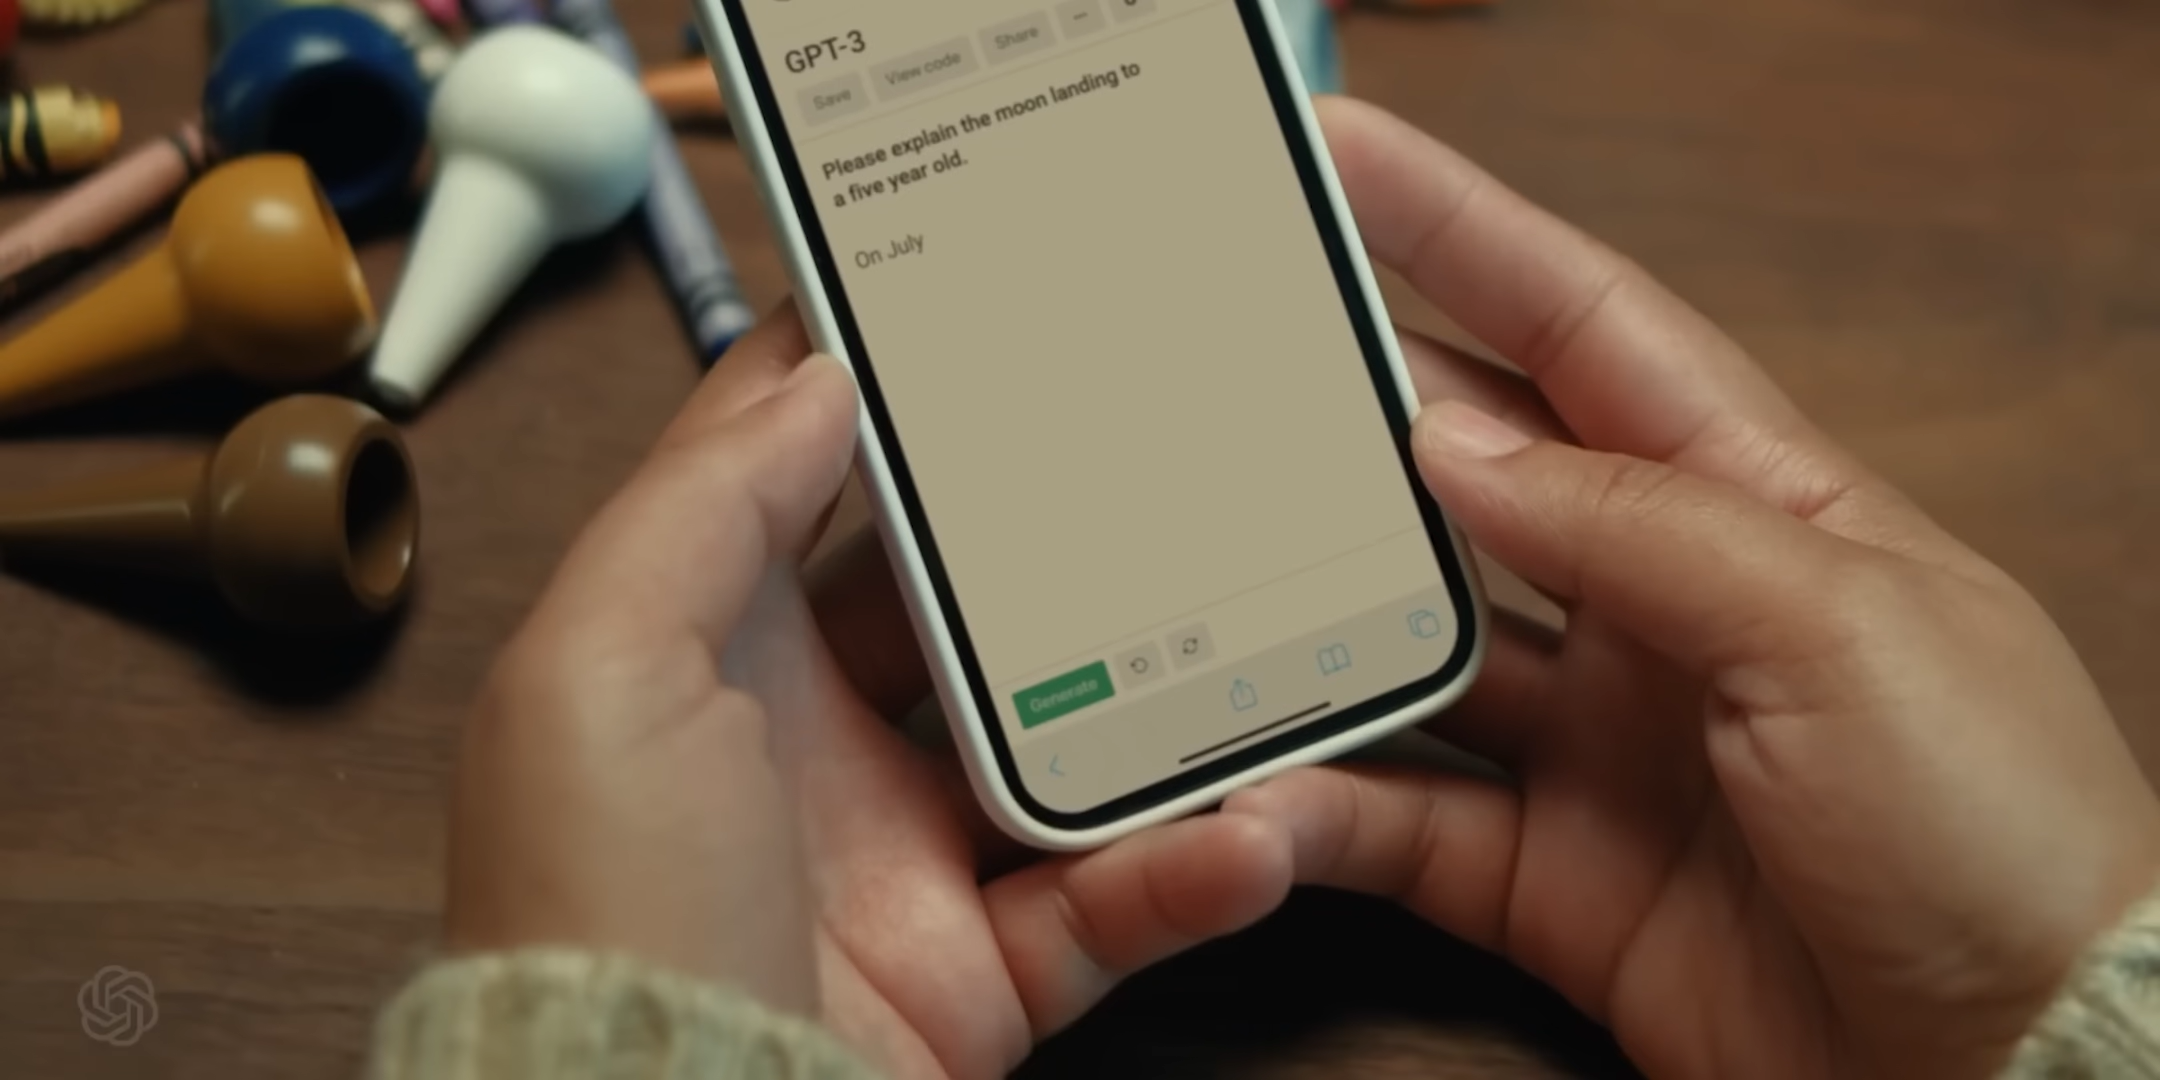 GPT-3
Save View code Share
Please explain the moon landing to
a five year old.
On July
Generate